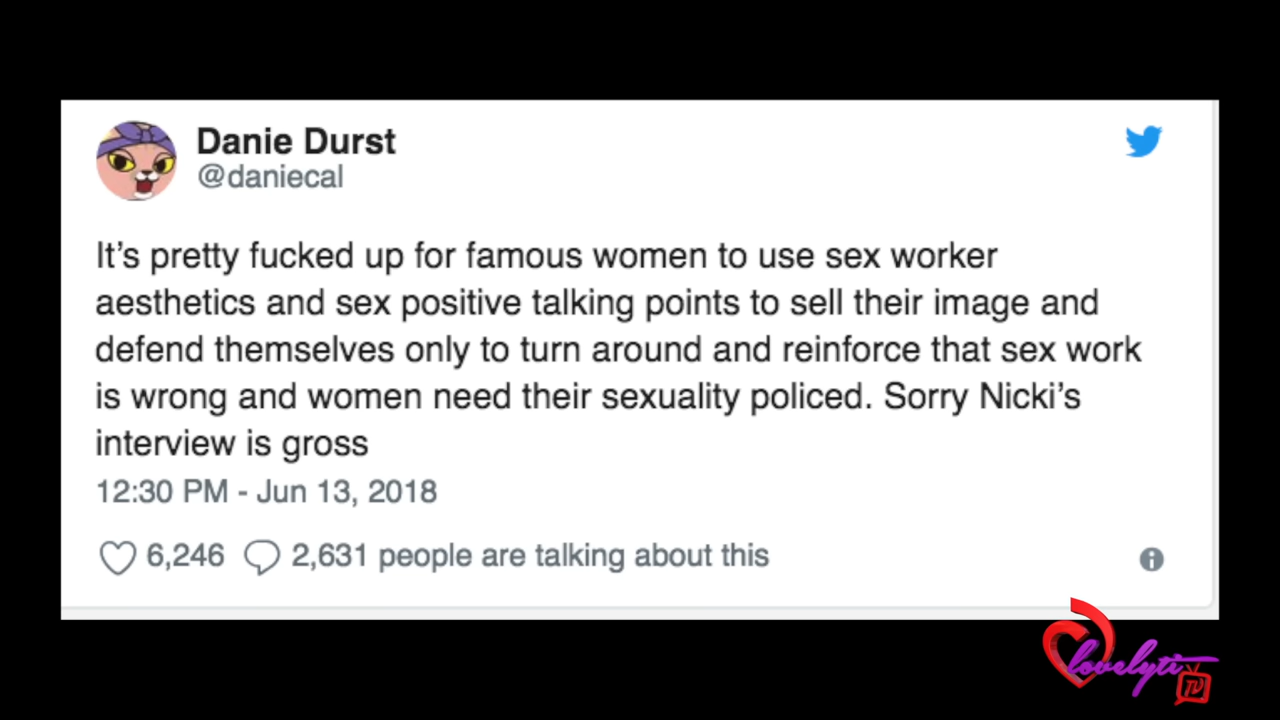 Danie Durst
@daniecal
It's pretty fucked up for famous women to use sex worker
aesthetics and sex positive talking points to sell their image and
defend themselves only to turn around and reinforce that sex work
is wrong and women need their sexuality policed. Sorry Nicki's
interview is gross
12:30 PM - Jun 13, 2018
6,246 2,631 people are talking about this
lovelyti
TV